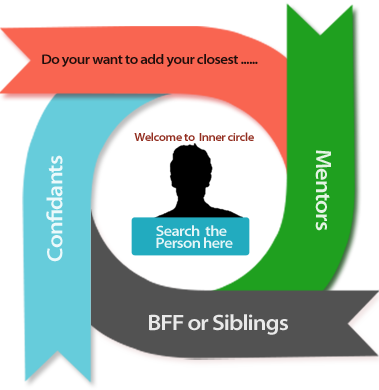 Do your want to add your closest ......
Welcome to Inner circle
Search the
Person here
Confidants
Mentors
BFF or Siblings